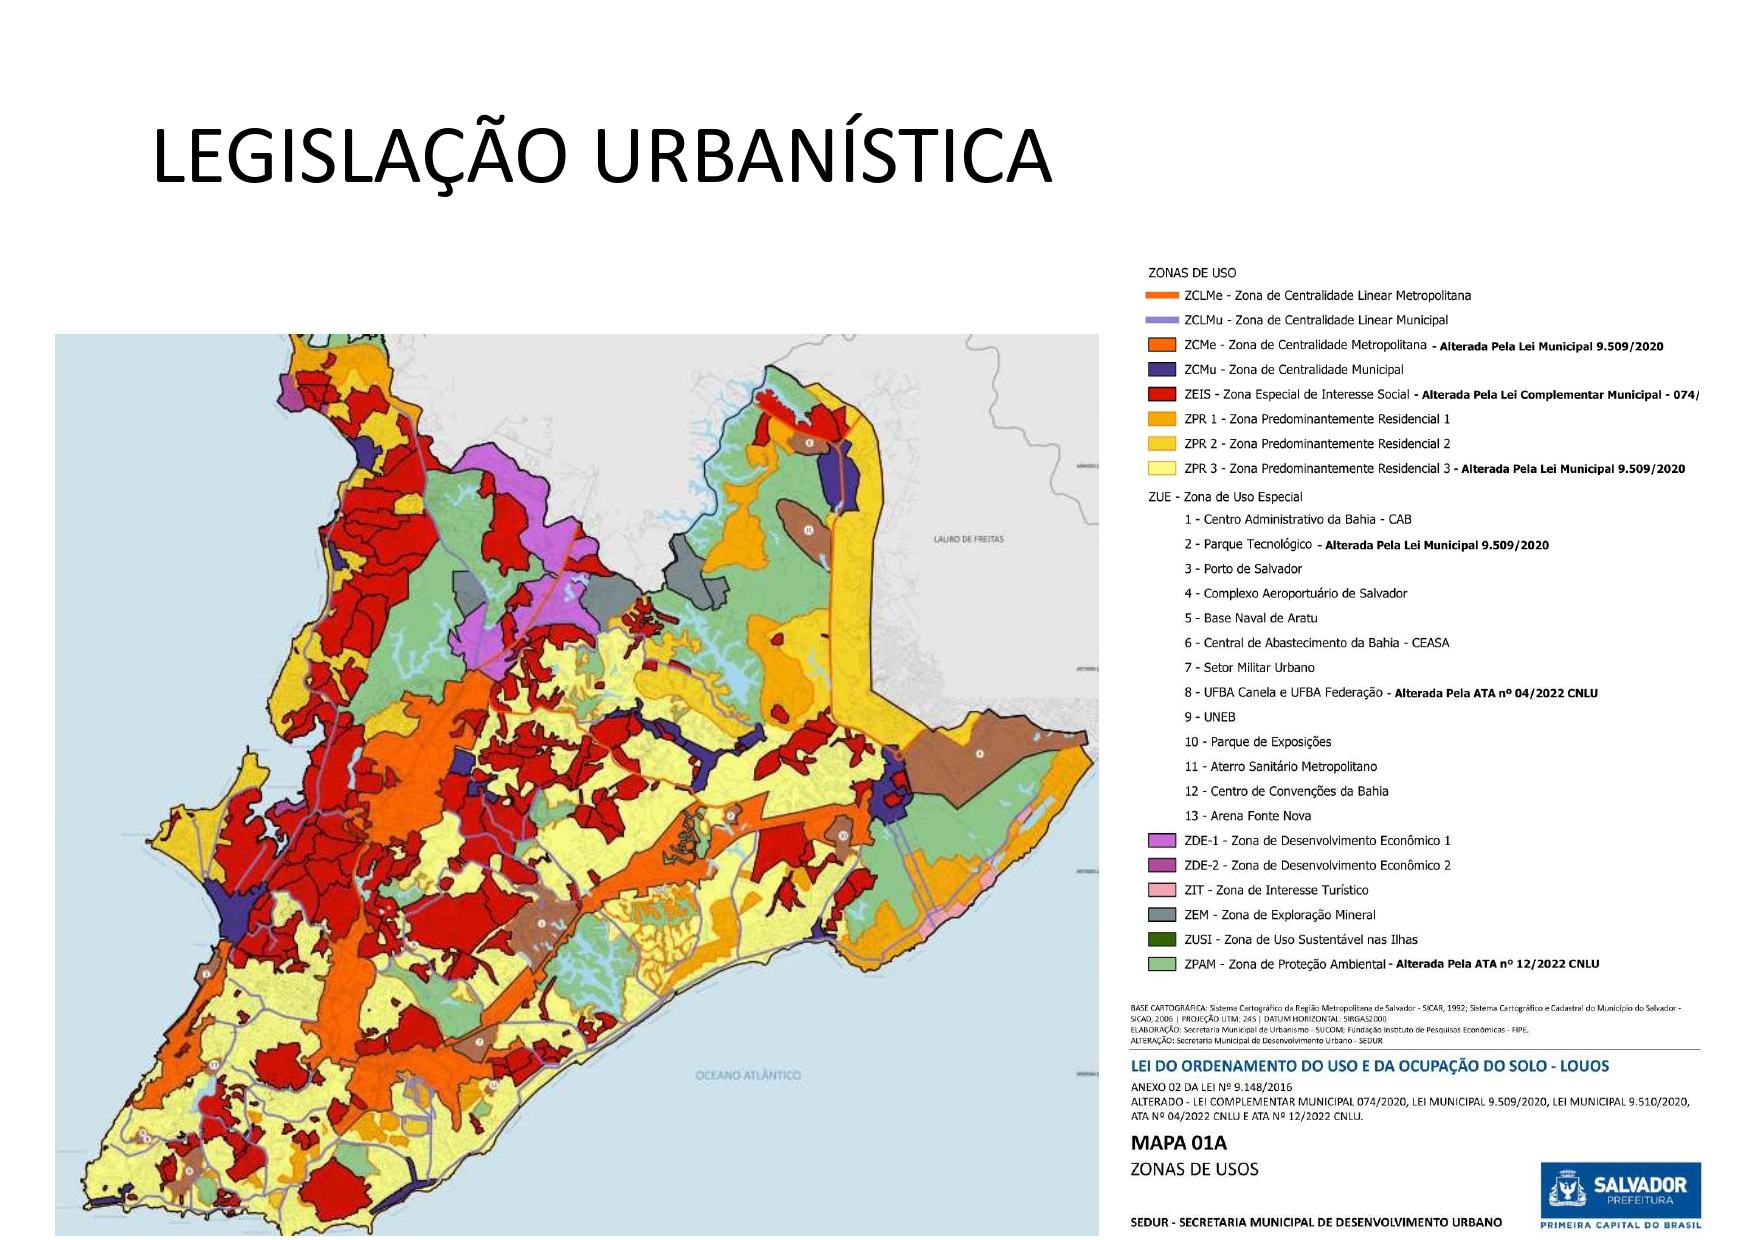 LEGISLAÇÃO URBANÍSTICA
ZONAS DE USO
ZCLMe - Zona de Centralidade Linear Metropolitana
ZCLMu - Zona de Centralidade Linear Municipal
ZCMe - Zona de Centralidade Metropolitana - Alterada Pela Lei Municipal 9.509/2020
ZCMu - Zona de Centralidade Municipal
ZEIS - Zona Especial de Interesse Social - Alterada Pela Lei Complementar Municipal - 074/
ZPR 1 - Zona Predominantemente Residencial 1
ZPR 2 - Zona Predominantemente Residencial 2
ZPR 3 - Zona Predominantemente Residencial 3 - Alterada Pela Lei Municipal 9.509/2020
ZUE - Zona de Uso Especial
1 - Centro Administrativo da Bahia - CAB
2 - Parque Tecnológico - Alterada Pela Lei Municipal 9.509/2020
3 - Porto de Salvador
4 - Complexo Aeroportuário de Salvador
5 - Base Naval de Aratu
6 - Central de Abastecimento da Bahia - CEASA
7 - Setor Militar Urbano
8 - UFBA Canela e UFBA Federação - Alterada Pela ATA nº 04/2022 CNLU
9 - UNEB
10 - Parque de Exposições
11 - Aterro Sanitário Metropolitano
12 - Centro de Convenções da Bahia
13 - Arena Fonte Nova
ZDE-1 - Zona de Desenvolvimento Econômico 1
ZDE-2 - Zona de Desenvolvimento Econômico 2
ZIT - Zona de Interesse Turístico
ZEM - Zona de Exploração Mineral
ZUSI - Zona de Uso Sustentável nas Ilhas
ZPAM - Zona de Proteção Ambiental - Alterada Pela ATA nº 12/2022 CNLU
LAURO DE FREITAS
OCEANO ATLÂNTICO
BASE CARTOGRÁFICA: Sistema Cartográfico da Região Metropolitana de Salvador - SICAR, 1992; Sistema Cartográfico e Cadastral do Município do Salvador -
SICAD, 2006 | PROJEÇÃO UTM: 24S | DATUM HORIZONTAL: SIRGAS2000
ELABORAÇÃO: Secretaria Municipal de Urbanismo - SUCOM; Fundação Instituto de Pesquisas Econômicas - FIPE.
ALTERAÇÃO: Secretaria Municipal de Desenvolvimento Urbano - SEDUR
LEI DO ORDENAMENTO DO USO E DA OCUPAÇÃO DO SOLO - LOUOS
ANEXO 02 DA LEI Nº 9.148/2016
ALTERADO - LEI COMPLEMENTAR MUNICIPAL 074/2020, LEI MUNICIPAL 9.509/2020, LEI MUNICIPAL 9.510/2020,
ATA Nº 04/2022 CNLU E ATA Nº 12/2022 CNLU.
MAPA 01A
ZONAS DE USOS
SEDUR - SECRETARIA MUNICIPAL DE DESENVOLVIMENTO URBANO
SALVADOR
PREFEITURA
PRIMEIRA CAPITAL DO BRASIL